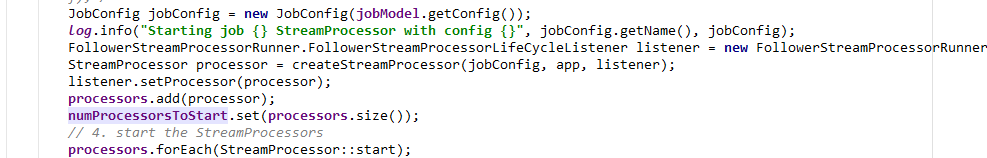 JobConfig jobConfig = new JobConfig(jobModel.getConfig());
log.info("Starting job {} StreamProcessor with config {}", jobConfig.getName(), jobConfig);
FollowerStreamProcessorRunner.FollowerStreamProcessorLifeCycleListener listener = new FollowerStreamProcessorRunner
StreamProcessor processor = createStreamProcessor(jobConfig, app, listener);
listener.setProcessor(processor);
processors.add(processor);
numProcessorsToStart.set(processors.size());
// 4. start the StreamProcessors
processors.forEach(StreamProcessor::start);